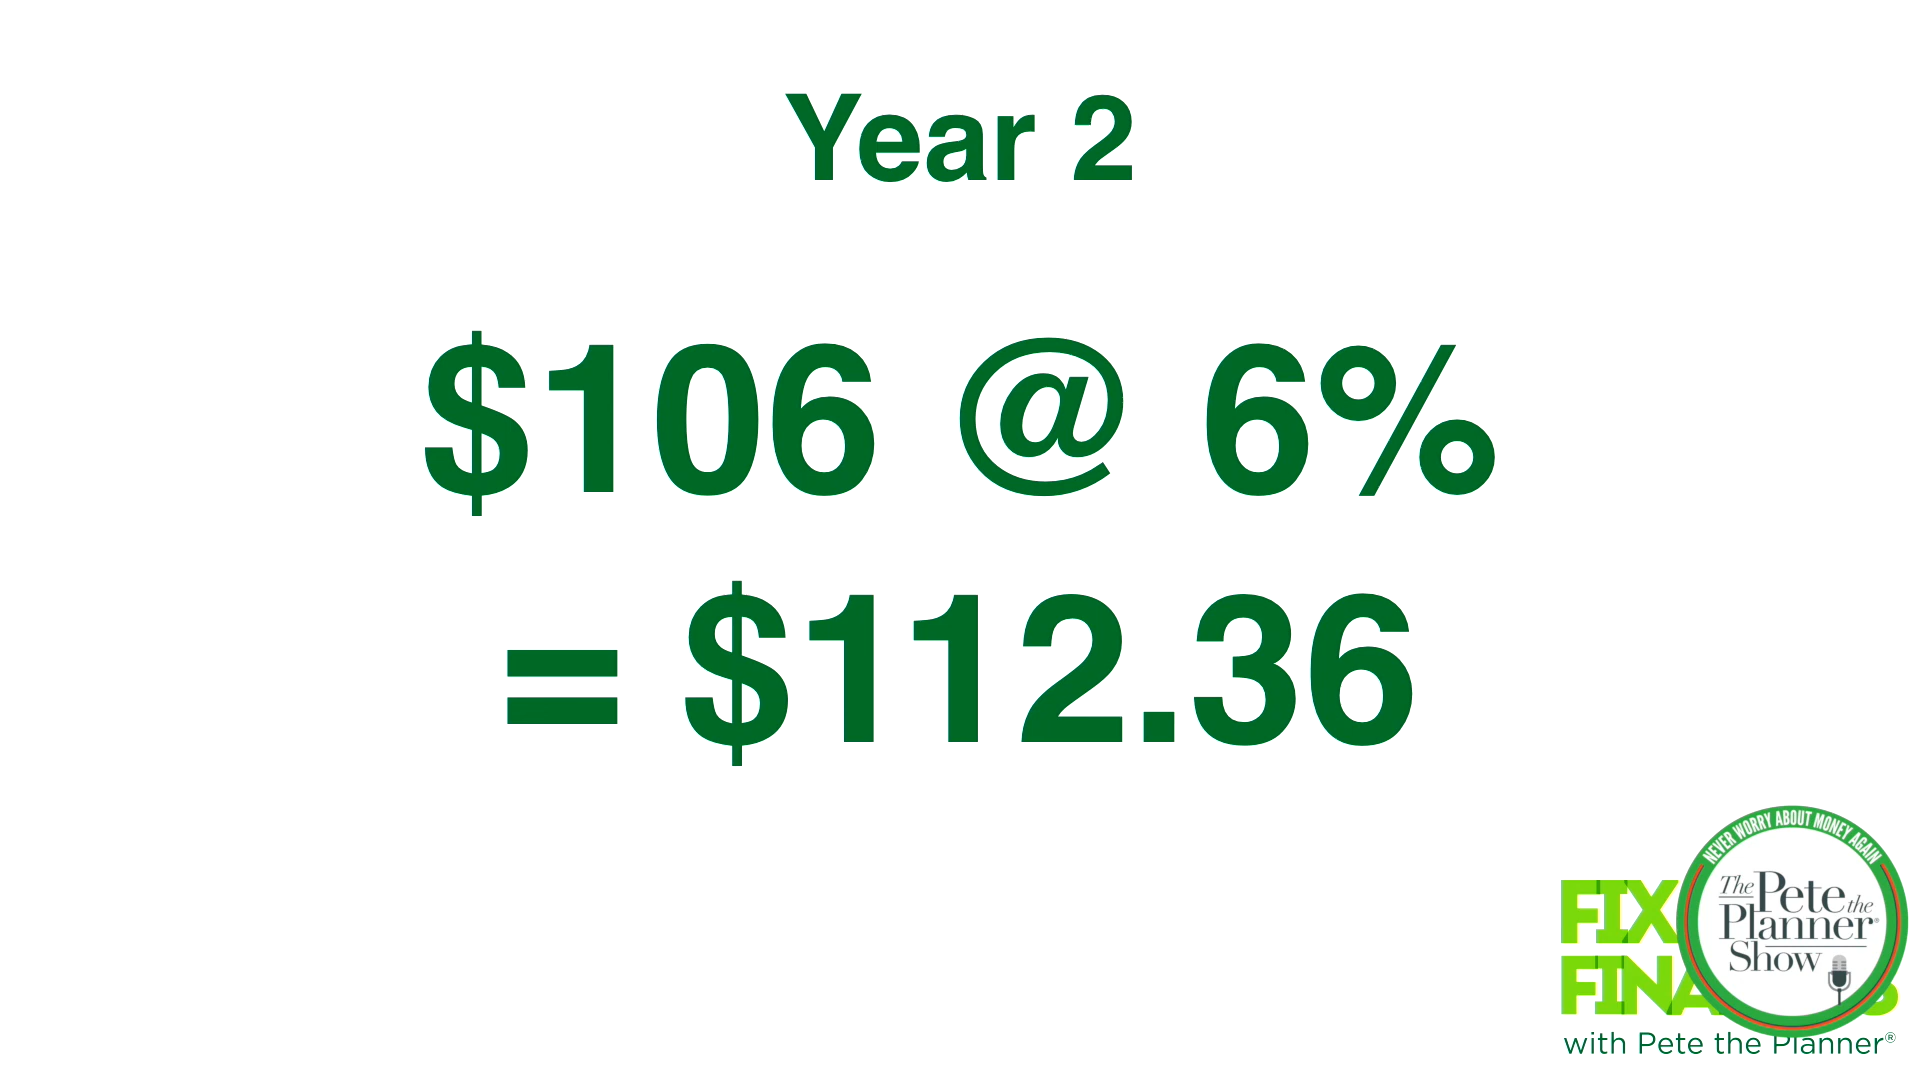 Year 2
$106 @ 6%
= $112.36
NEVER WORRY ABOUT MONEY AGAIN
The Pete the
Planner®
Show
FIX
with Pete the Planner®